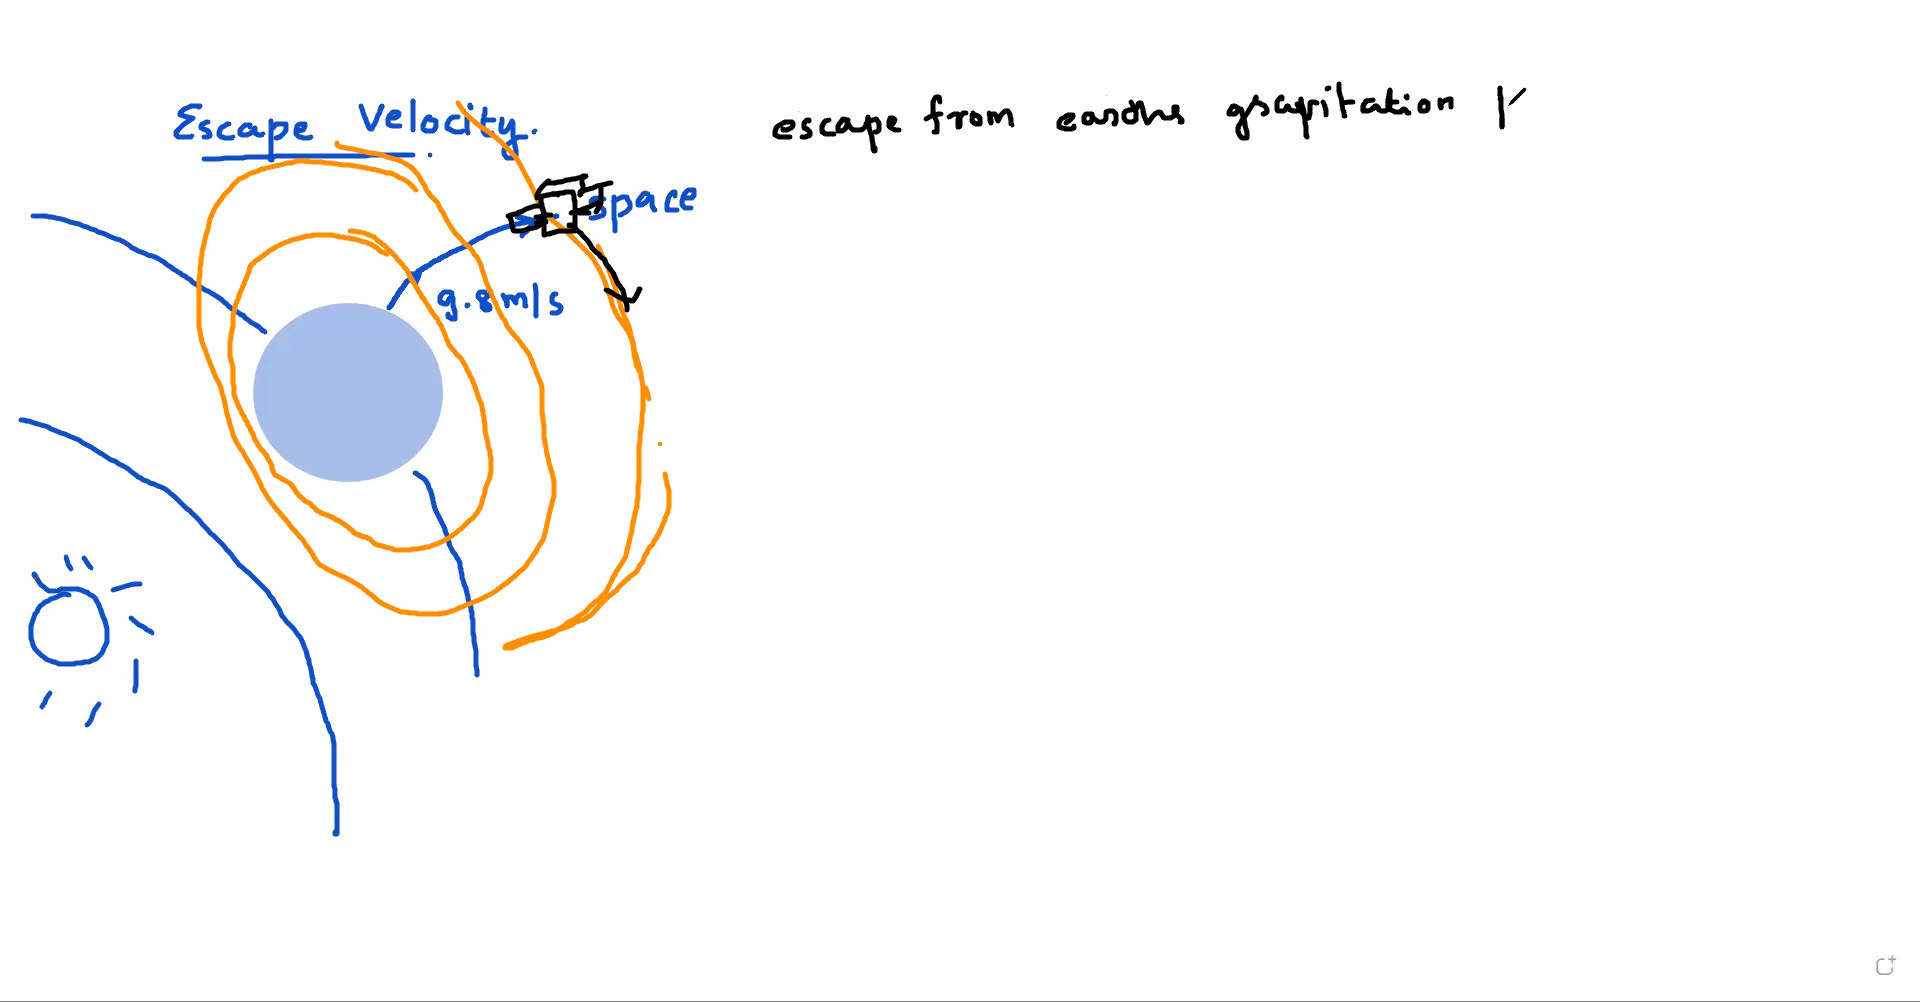 Escape Velocity.
escape from earths gravitation
space
9.8m/s